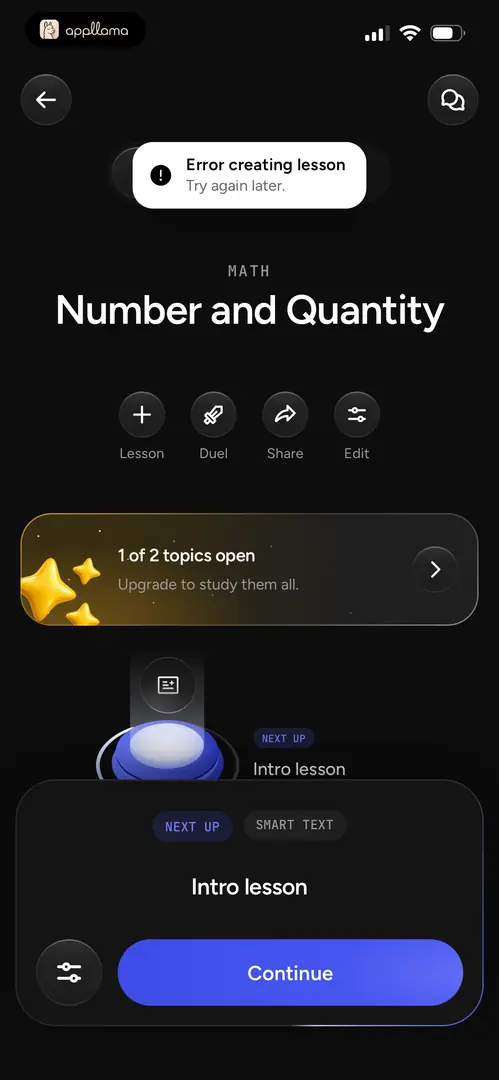 appllama
Error creating lesson
Try again later.
MATH
Number and Quantity
Lesson
Duel
Share
Edit
1 of 2 topics open
Upgrade to study them all.
NEXT UP
Intro lesson
NEXT UP
SMART TEXT
Intro lesson
Continue